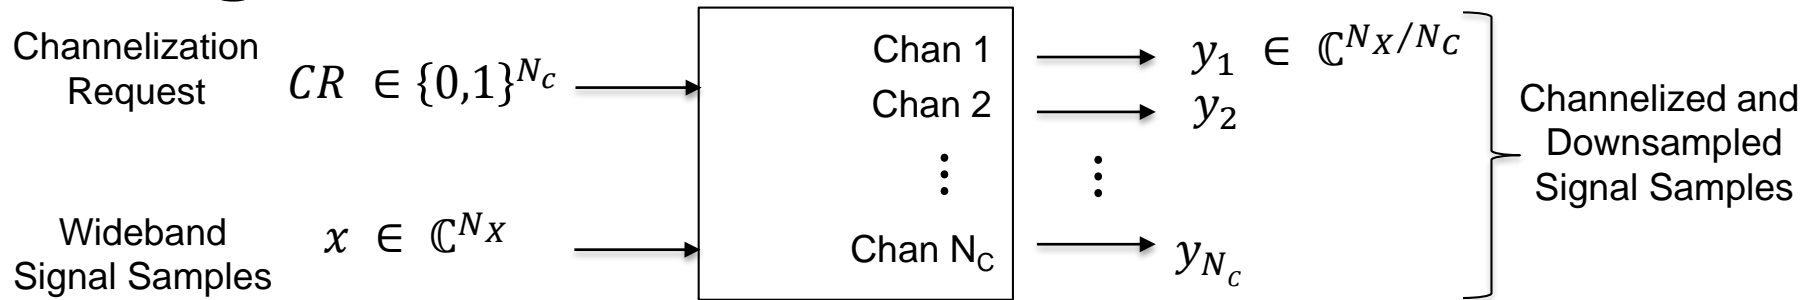 Channelization
Request
CR ∈ {0,1}^{N_c}
Wideband
Signal Samples
x ∈ ℂ^{N_X}
Chan 1
Chan 2
⋮
Chan N_C
y_1 ∈ ℂ^{N_X/N_C}
y_2
⋮
y_{N_c}
Channelized and
Downsampled
Signal Samples